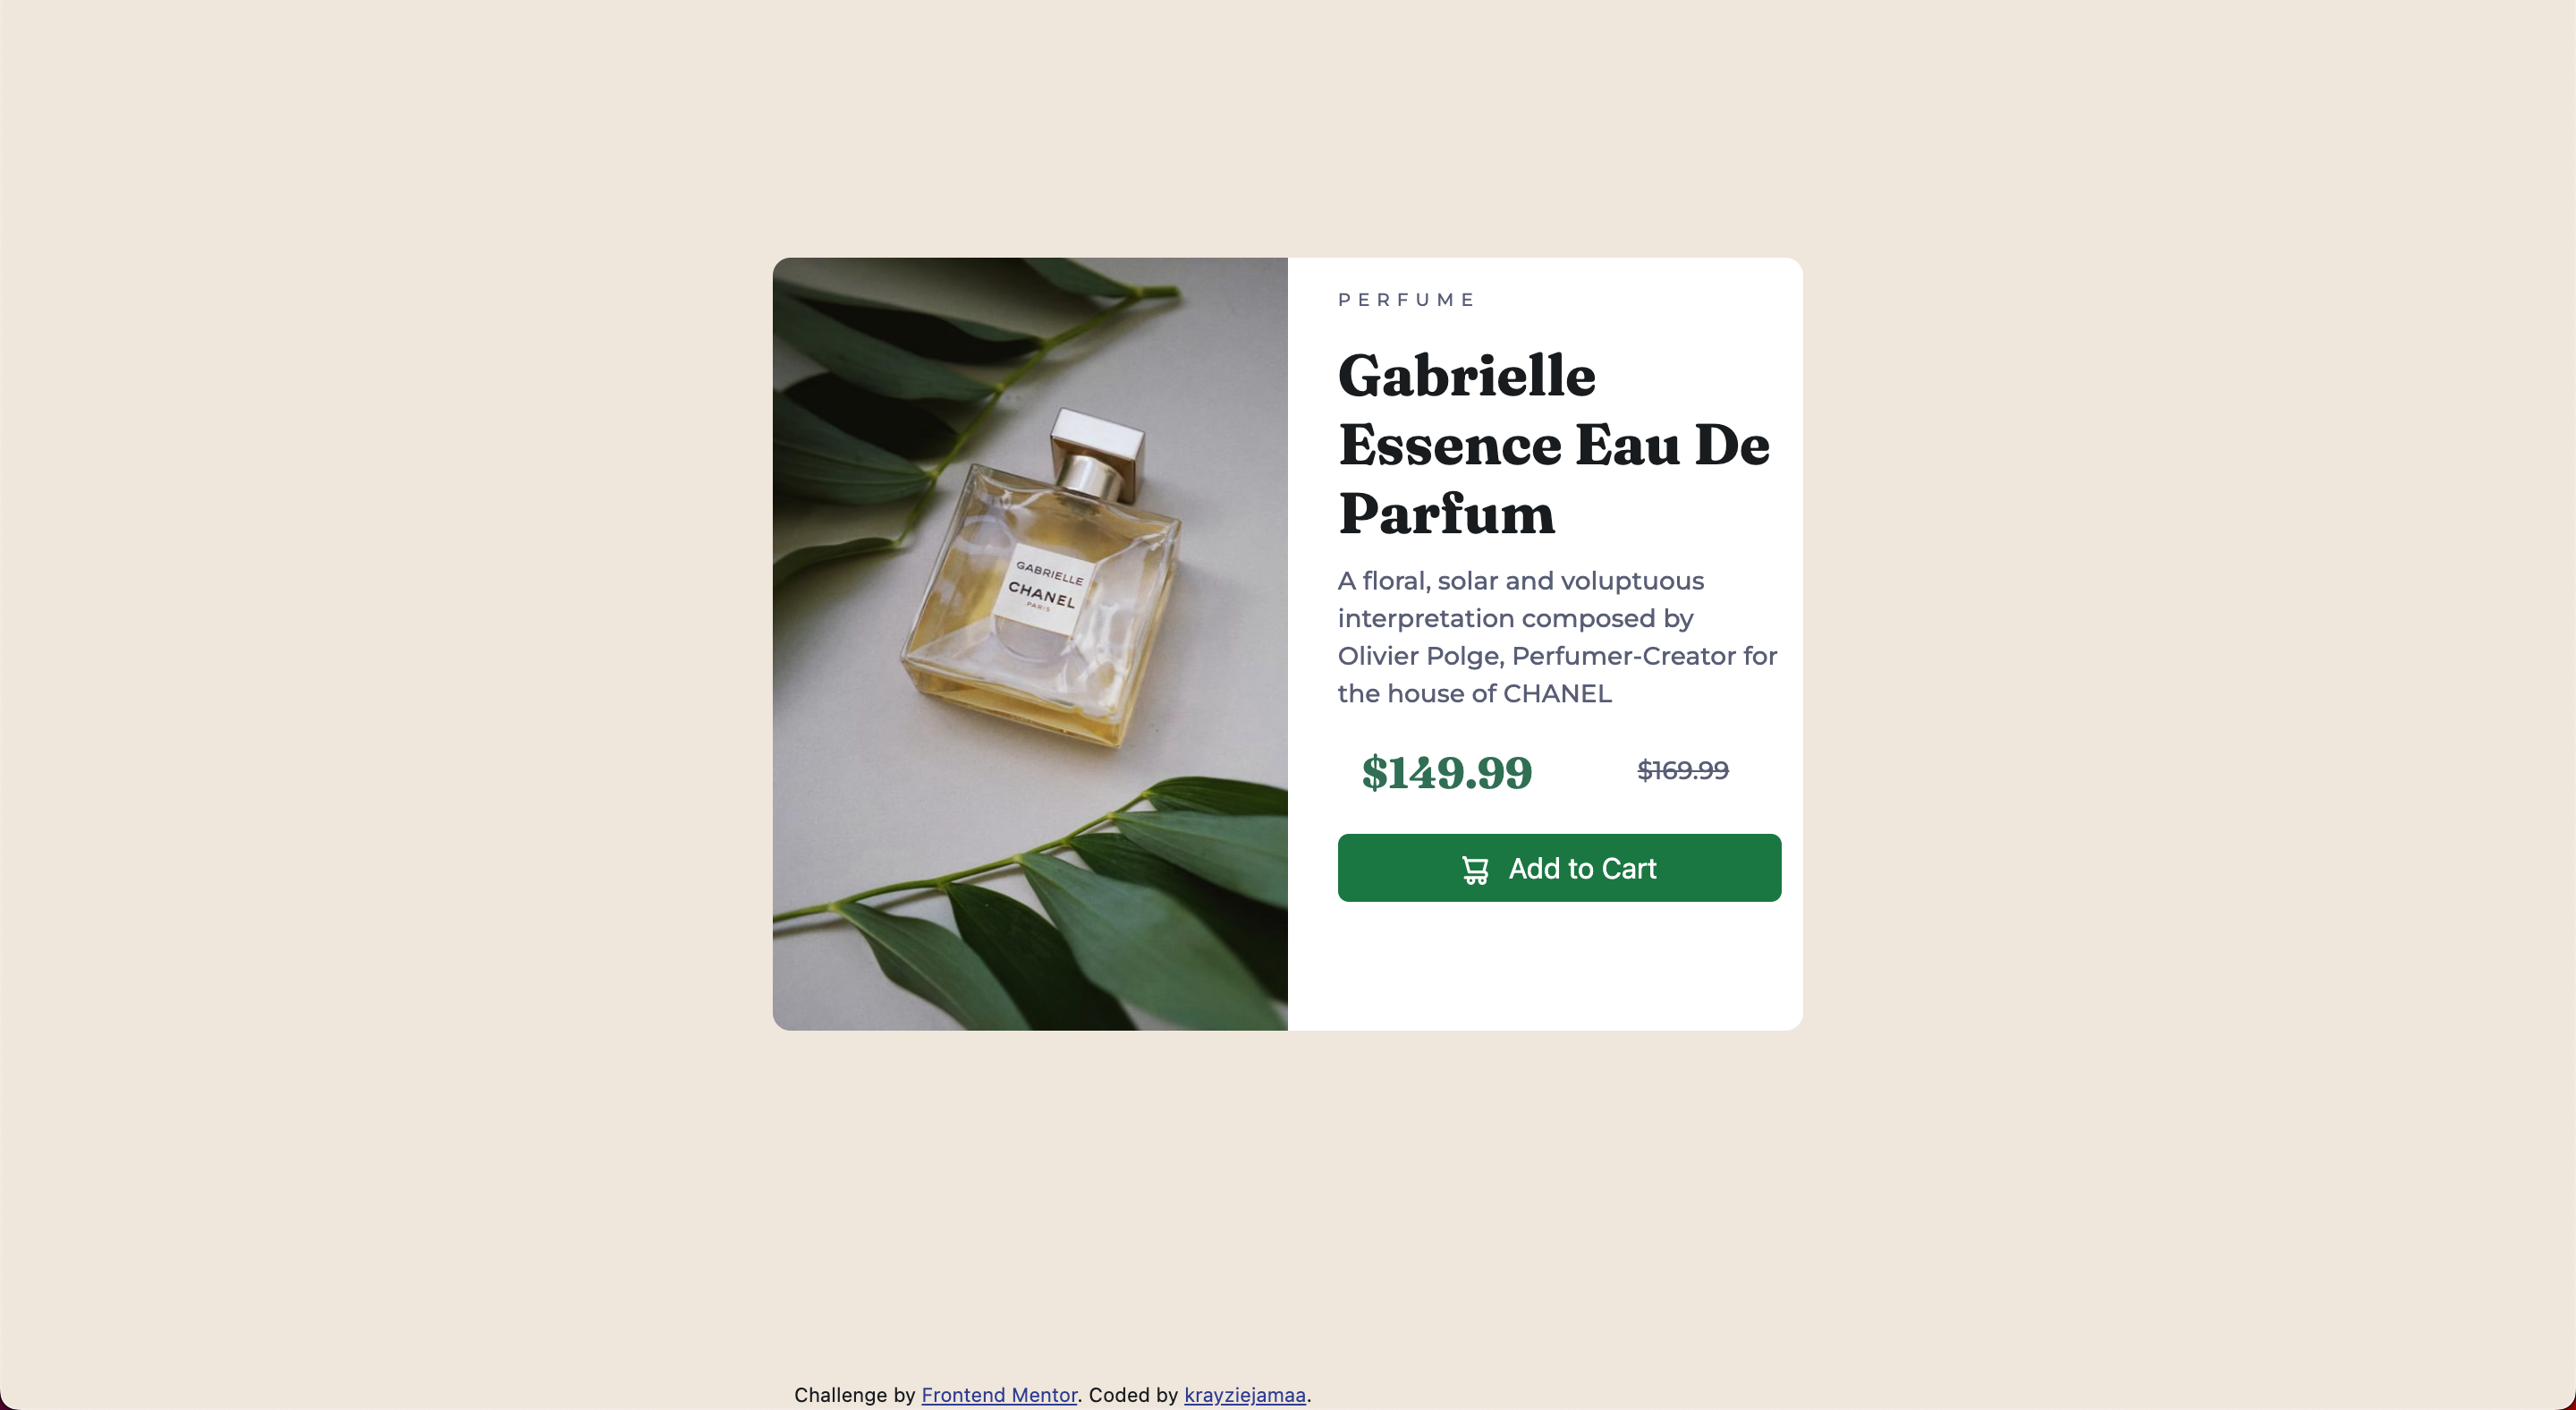 GABRIELLE
CHANEL
PARIS
PERFUME
Gabrielle
Essence Eau De
Parfum
A floral, solar and voluptuous
interpretation composed by
Olivier Polge, Perfumer-Creator for
the house of CHANEL
$149.99 $169.99
Add to Cart
Challenge by Frontend Mentor. Coded by krayziejamaa.